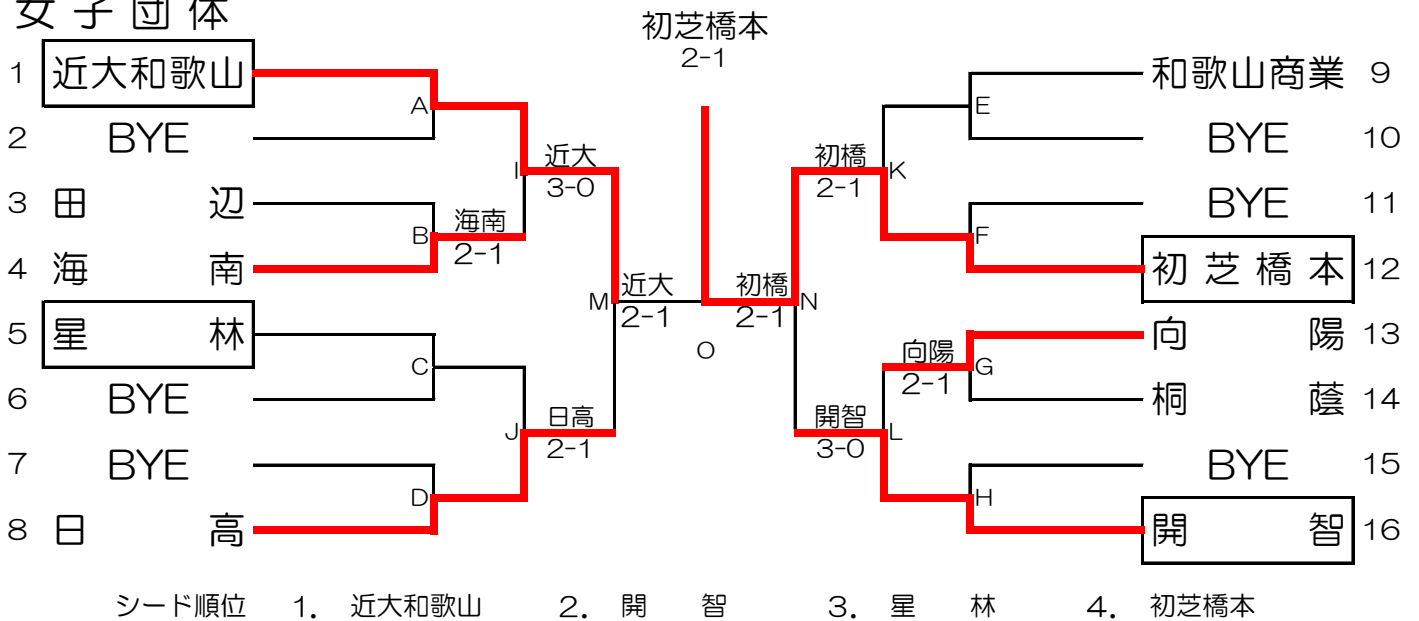 女子団体
初芝橋本
2-1
1 近大和歌山
2 BYE
3 田辺
4 海南
5 星林
6 BYE
7 BYE
8 日高
A
B
C
D
海南
2-1
I
J
近大
3-0
日高
2-1
M
近大
2-1
O
初橋
2-1
N
初橋
2-1
K
開智
3-0
L
向陽
2-1
E
F
G
H
和歌山商業 9
BYE 10
BYE 11
初芝橋本 12
向陽 13
桐蔭 14
BYE 15
開智 16
シード順位 1. 近大和歌山 2. 開智 3. 星林 4. 初芝橋本